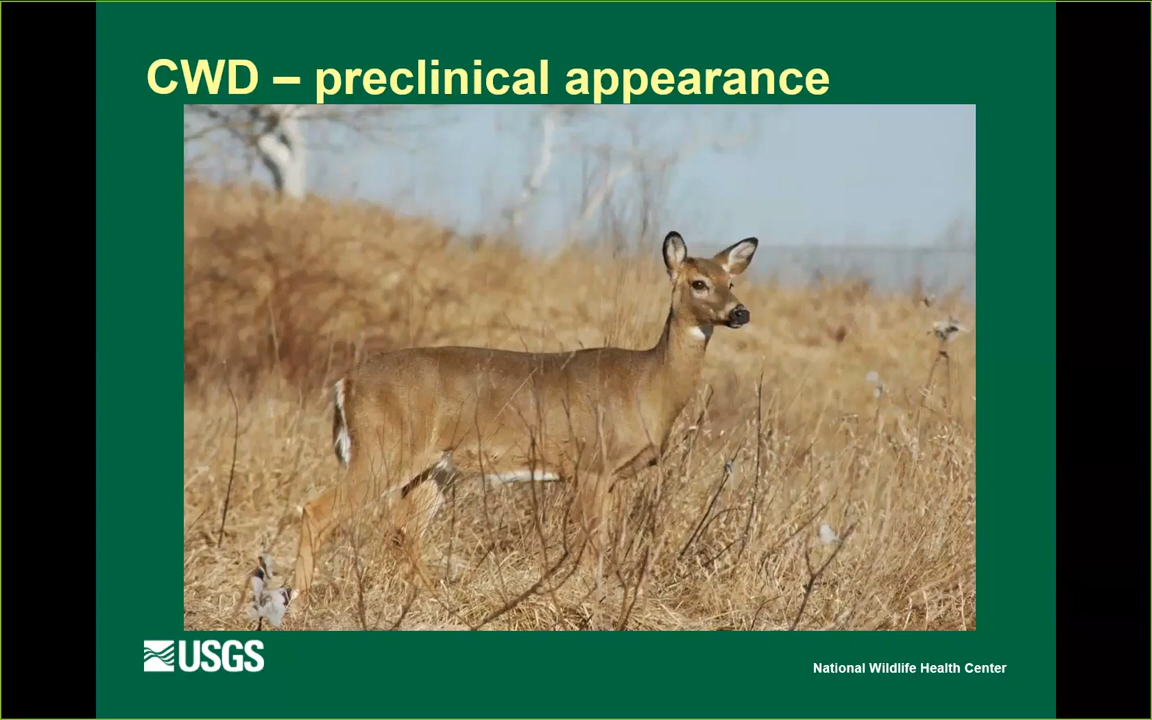 CWD – preclinical appearance
USGS
National Wildlife Health Center